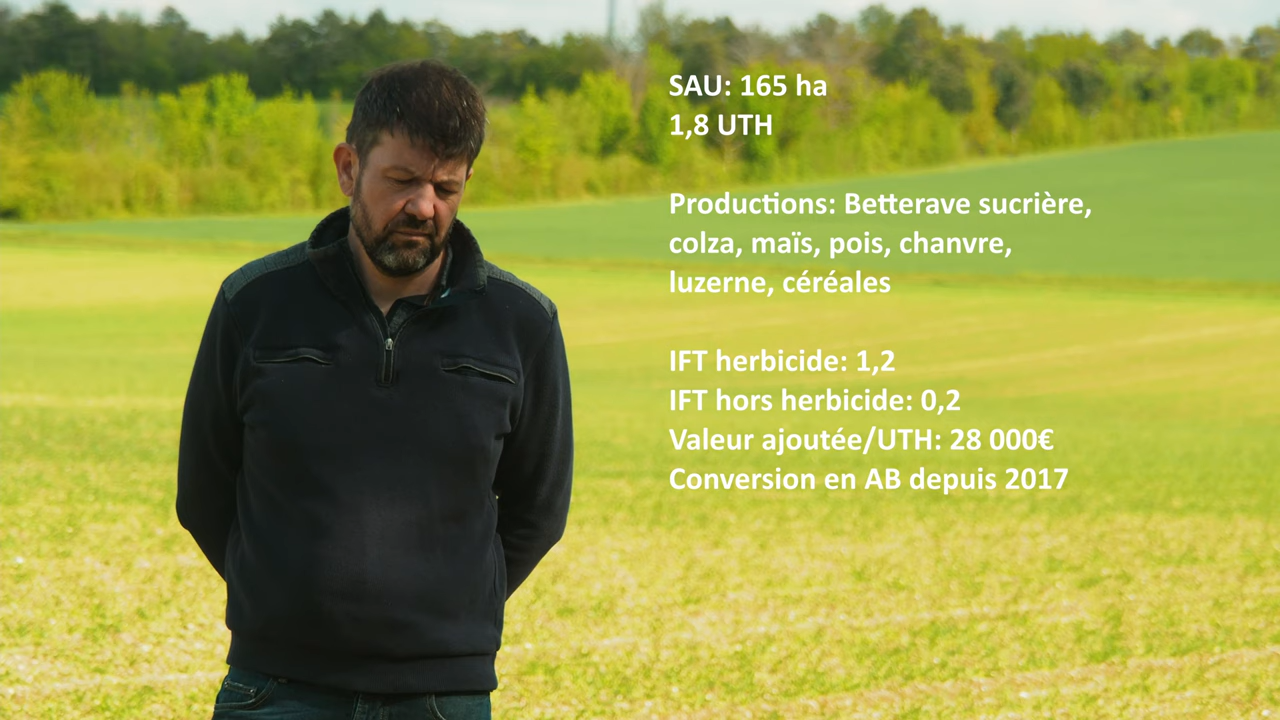 SAU: 165 ha
1,8 UTH
Productions: Betterave sucrière,
colza, maïs, pois, chanvre,
luzerne, céréales
IFT herbicide: 1,2
IFT hors herbicide: 0,2
Valeur ajoutée/UTH: 28 000€
Conversion en AB depuis 2017